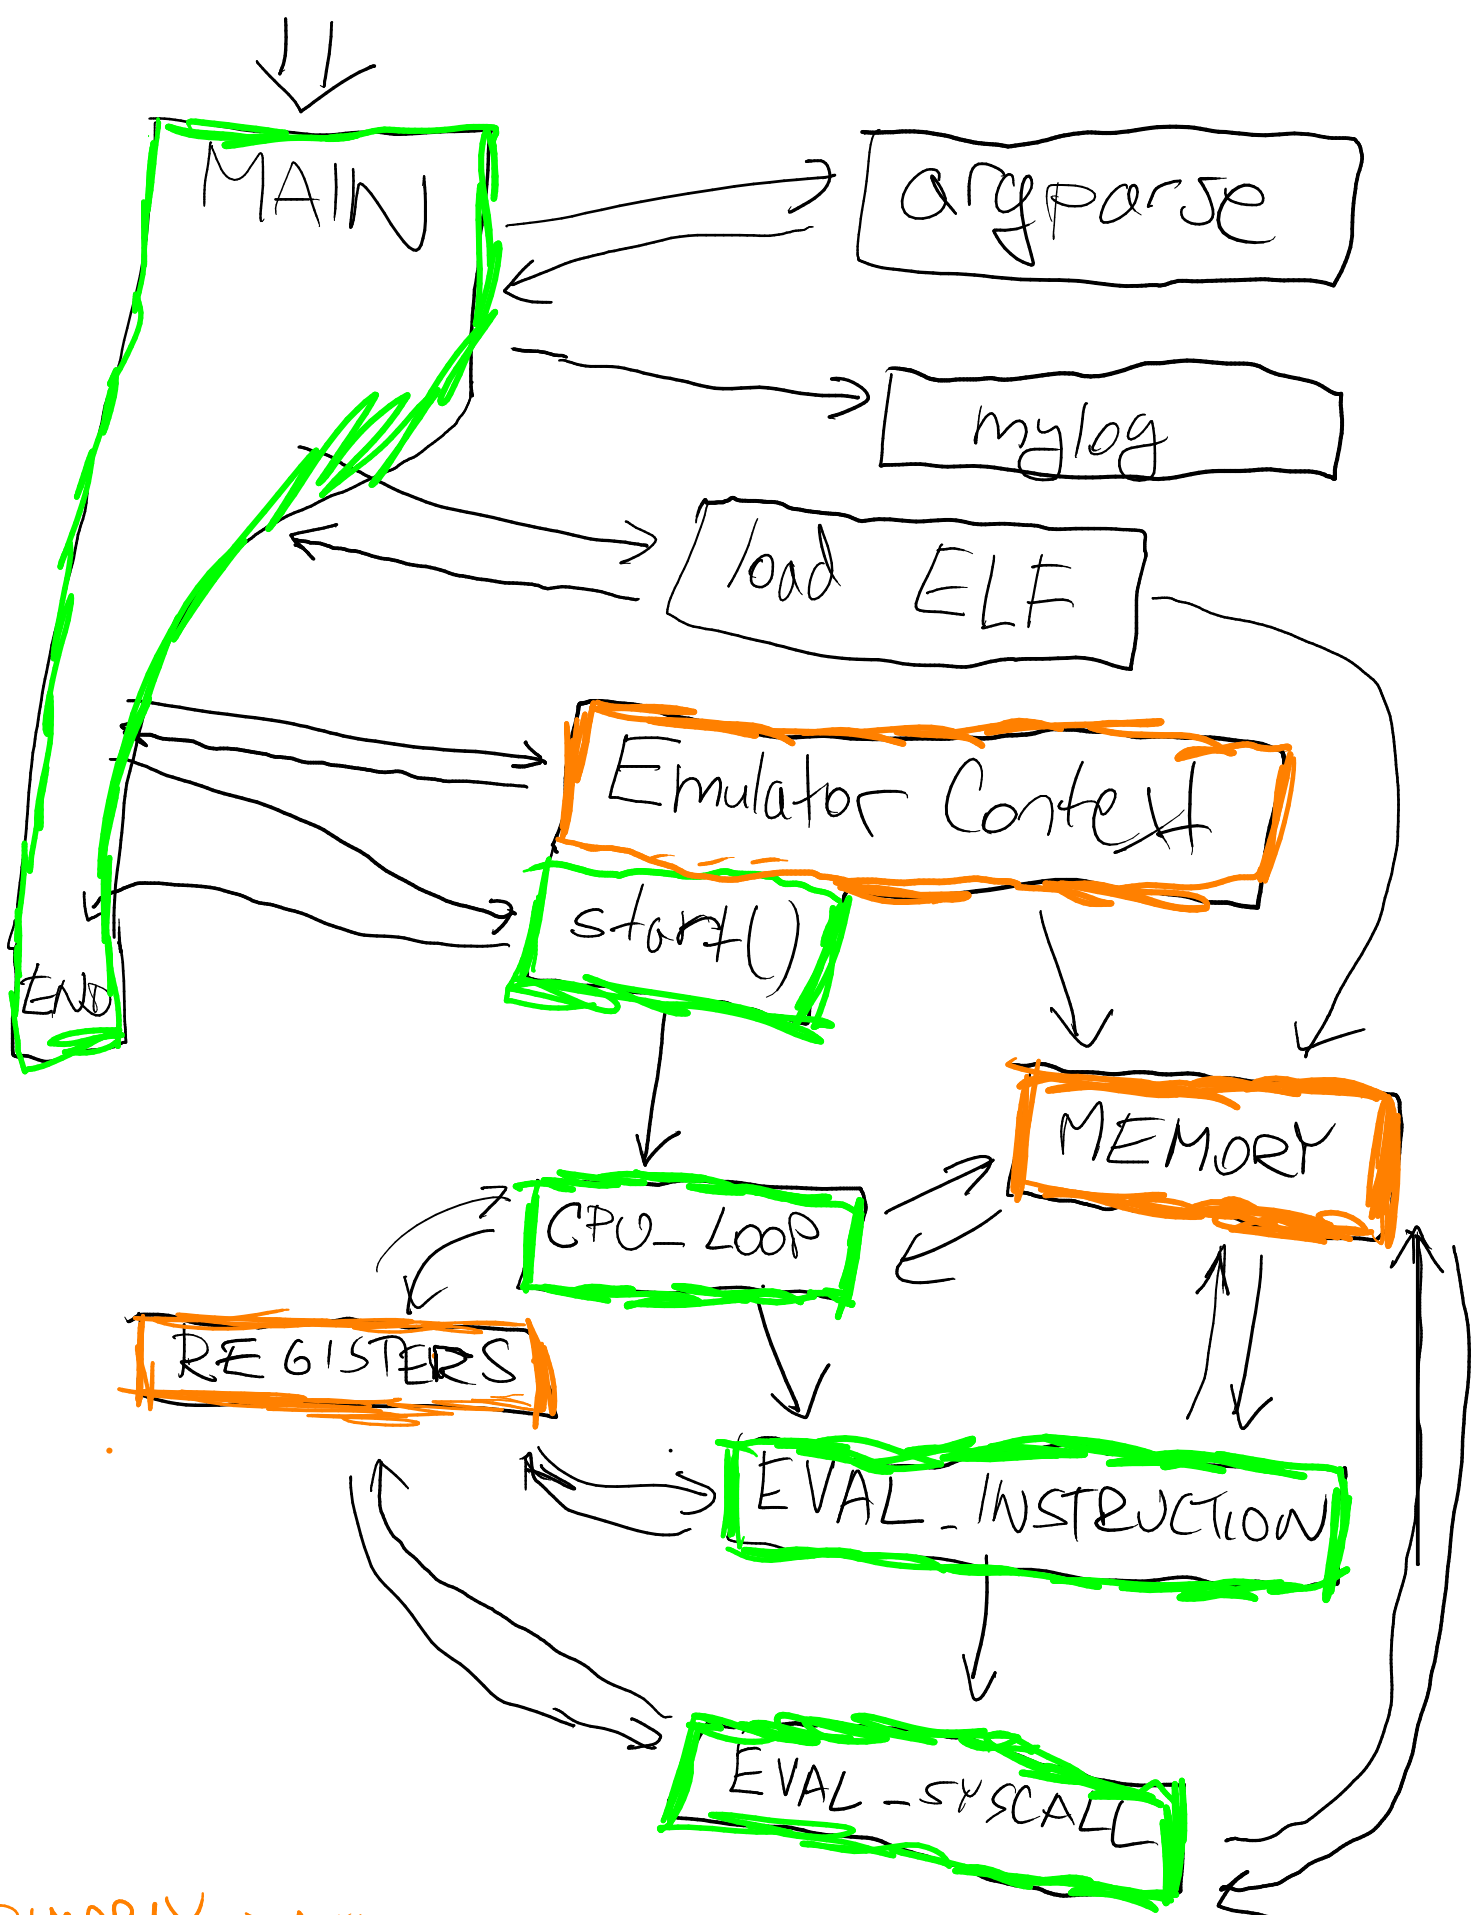 MAIN
argparse
mylog
load ELF
Emulator Context
start()
END
MEMORY
CPU_LOOP
REGISTERS
EVAL_INSTRUCTION
EVAL_SYSCALL